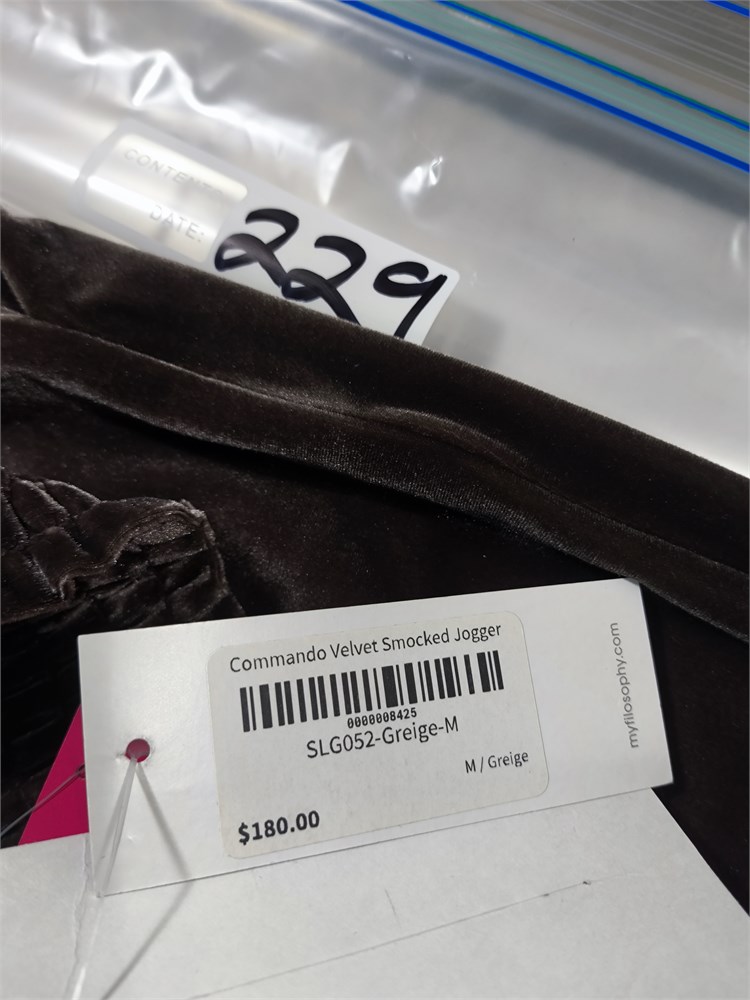 CONTENTS
DATE:
229
Commando Velvet Smocked Jogger
0000008425
SLG052-Greige-M
M / Greige
$180.00
myfilosophy.com